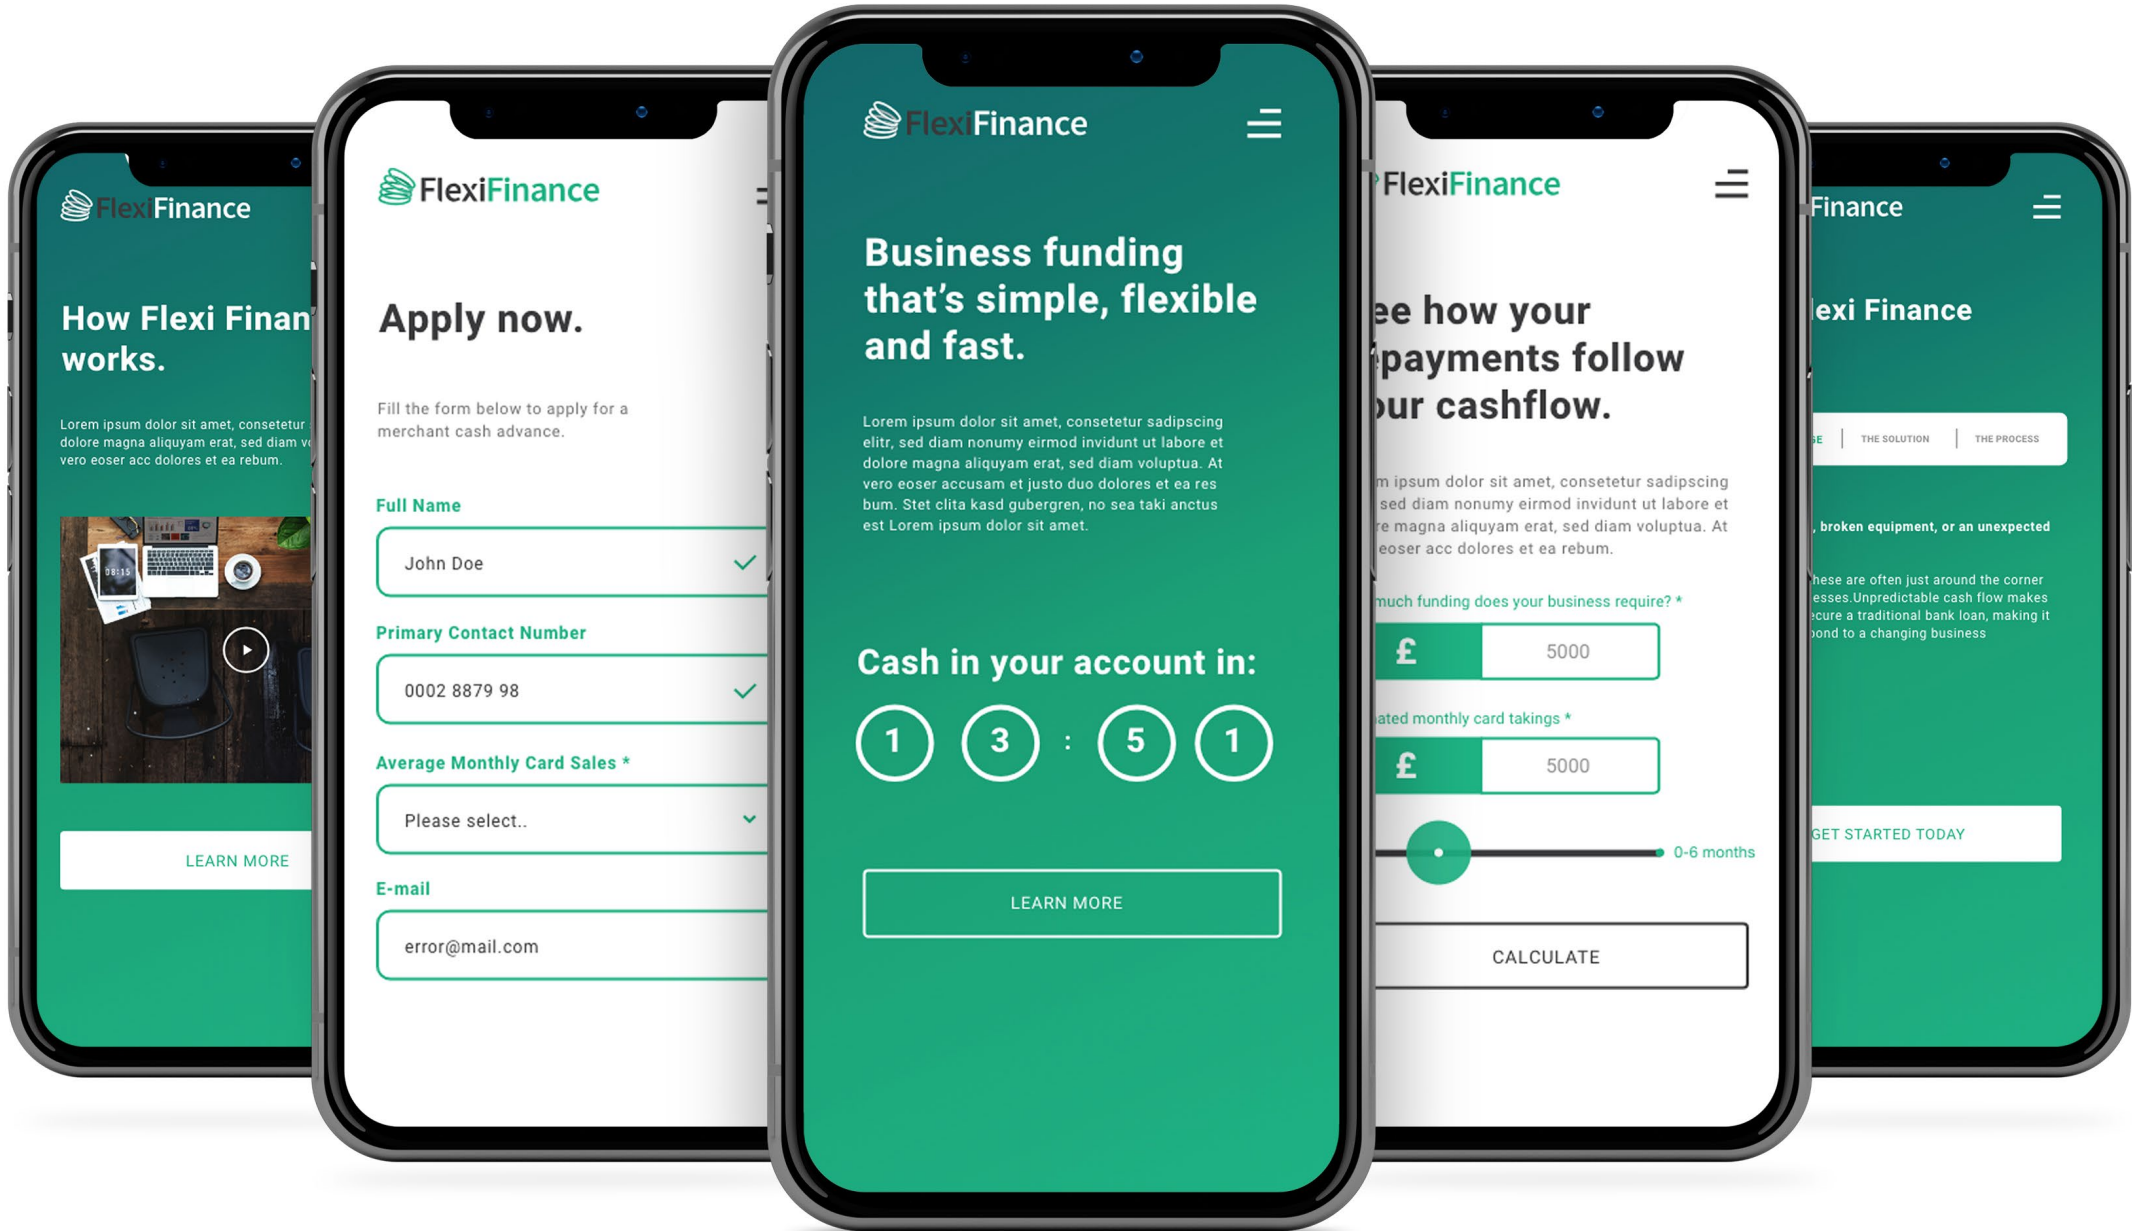 FlexiFinance
How Flexi Finan
works.
Lorem ipsum dolor sit amet, consetetur
dolore magna aliquyam erat, sed diam
vero eoser acc dolores et ea rebum.
08:15
LEARN MORE
FlexiFinance
Apply now.
Fill the form below to apply for a
merchant cash advance.
Full Name
John Doe
Primary Contact Number
0002 8879 98
Average Monthly Card Sales *
Please select..
E-mail
error@mail.com
FlexiFinance
Business funding
that's simple, flexible
and fast.
Lorem ipsum dolor sit amet, consetetur sadipscing
elitr, sed diam nonumy eirmod invidunt ut labore et
dolore magna aliquyam erat, sed diam voluptua. At
vero eoser accusam et justo duo dolores et ea res
bum. Stet clita kasd gubergren, no sea taki anctus
est Lorem ipsum dolor sit amet.
Cash in your account in:
1 3 : 5 1
LEARN MORE
FlexiFinance
ee how your
payments follow
our cashflow.
m ipsum dolor sit amet, consetetur sadipscing
sed diam nonumy eirmod invidunt ut labore et
re magna aliquyam erat, sed diam voluptua. At
eoser acc dolores et ea rebum.
much funding does your business require? *
£ 5000
ated monthly card takings *
£ 5000
0-6 months
CALCULATE
Finance
lexi Finance
GE | THE SOLUTION | THE PROCESS
, broken equipment, or an unexpected
hese are often just around the corner
esses.Unpredictable cash flow makes
ecure a traditional bank loan, making it
pond to a changing business
GET STARTED TODAY